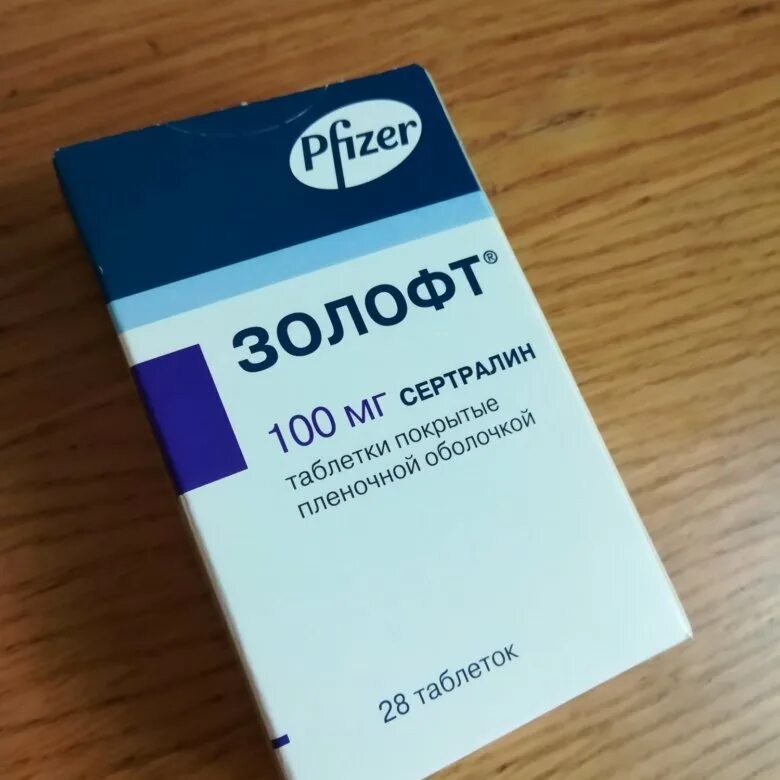 Pfizer
ЗОЛОФТ®
100 мг СЕРТРАЛИН
таблетки покрытые
пленочной оболочкой
28 таблеток